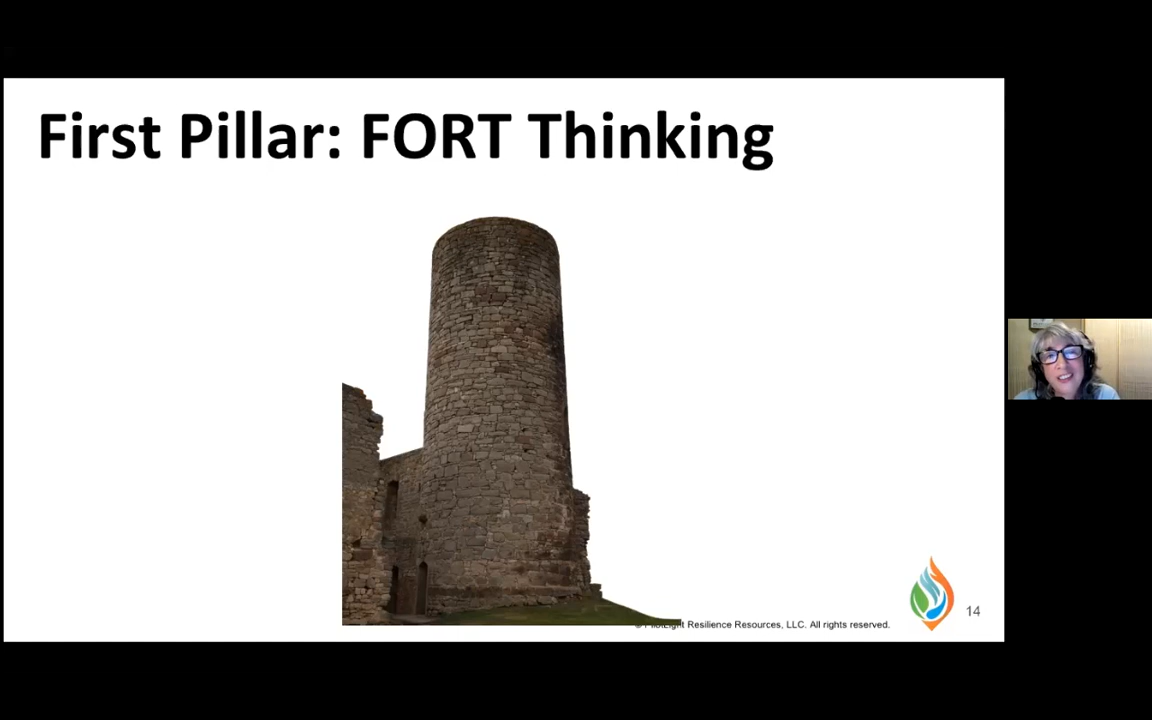 First Pillar: FORT Thinking
Resilience Resources, LLC. All rights reserved.
14